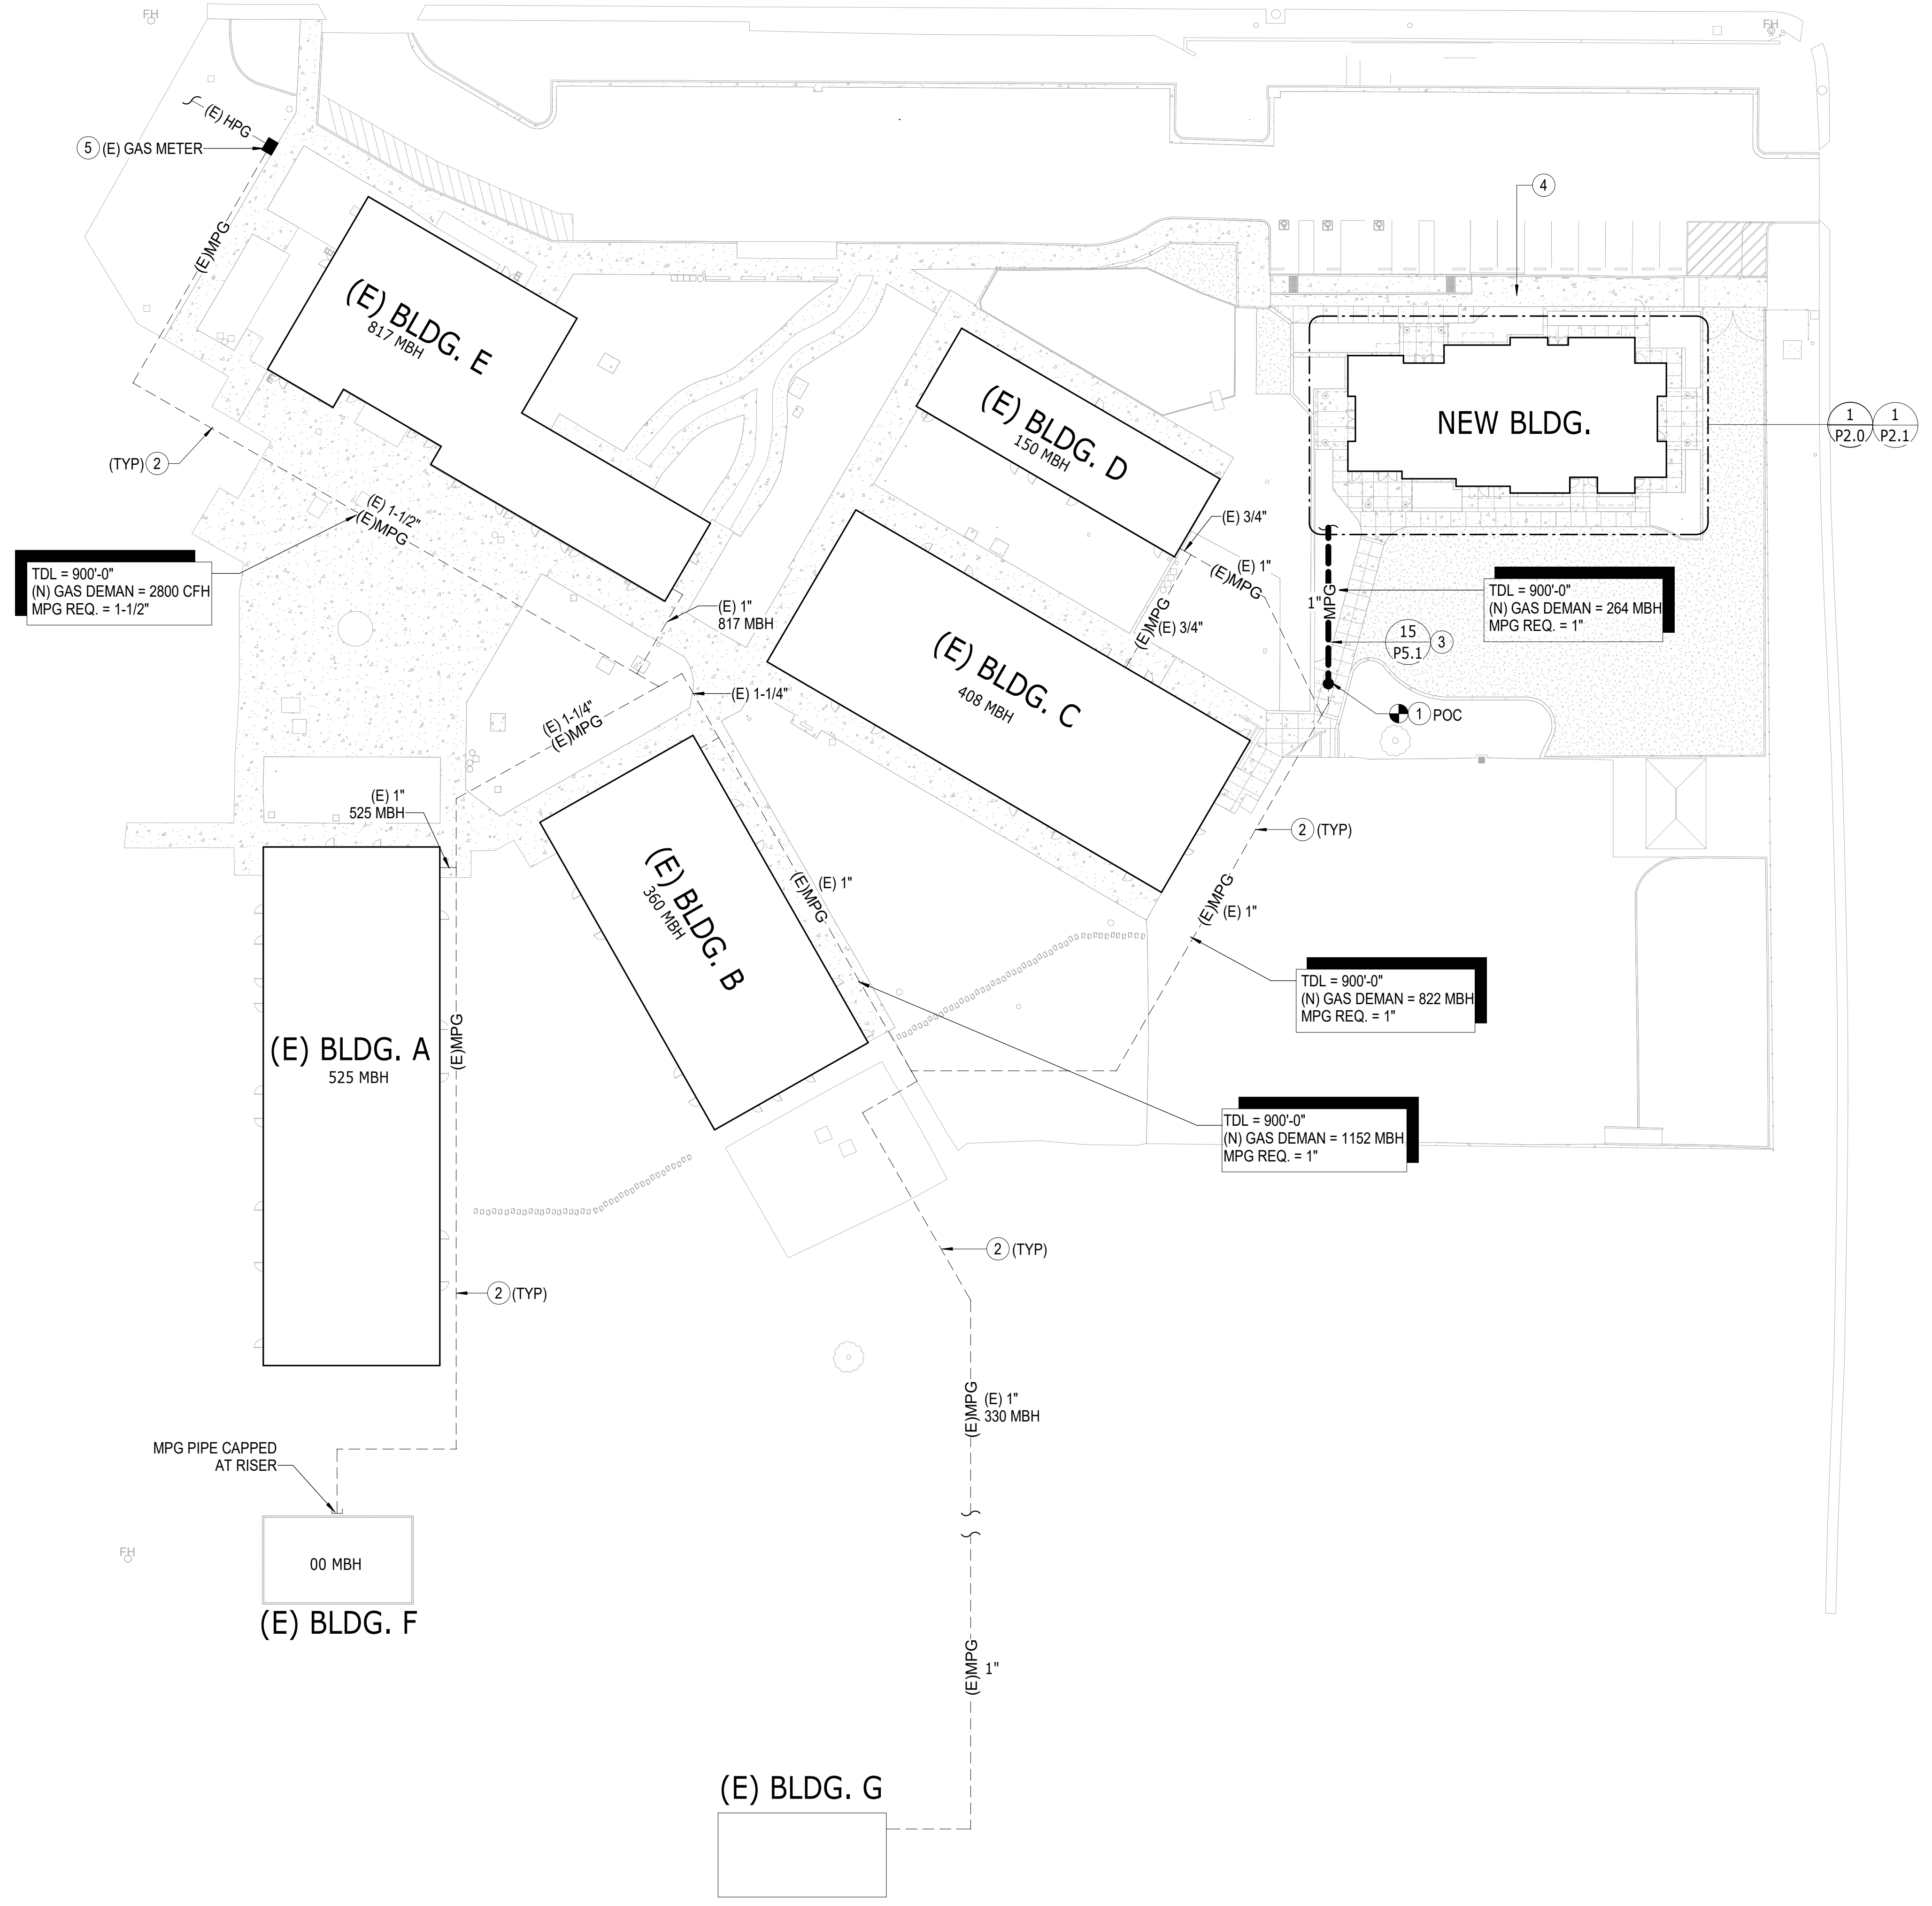 FH
FH
(E) HPG
5 (E) GAS METER
(E)MPG
4
(E) BLDG. E
817 MBH
(E) BLDG. D
150 MBH
NEW BLDG.
1
P2.0
1
P2.1
(TYP) 2
(E) 1-1/2"
(E)MPG
(E) 3/4"
(E) 1"
(E)MPG
TDL = 900'-0"
(N) GAS DEMAN = 2800 CFH
MPG REQ. = 1-1/2"
TDL = 900'-0"
(N) GAS DEMAN = 264 MBH
MPG REQ. = 1"
1"
MPG
(E) 1"
817 MBH
(E)MPG
(E) 3/4"
15
P5.1
3
(E) BLDG. C
408 MBH
(E) 1-1/4"
(E) 1-1/4"
(E)MPG
1 POC
(E) 1"
525 MBH
2 (TYP)
(E) BLDG. B
360 MBH
(E) 1"
(E)MPG
(E)MPG
(E) 1"
TDL = 900'-0"
(N) GAS DEMAN = 822 MBH
MPG REQ. = 1"
(E) BLDG. A
525 MBH
(E)MPG
TDL = 900'-0"
(N) GAS DEMAN = 1152 MBH
MPG REQ. = 1"
2 (TYP)
2 (TYP)
(E)MPG
(E) 1"
330 MBH
MPG PIPE CAPPED
AT RISER
FH
00 MBH
(E) BLDG. F
(E)MPG
1"
(E) BLDG. G